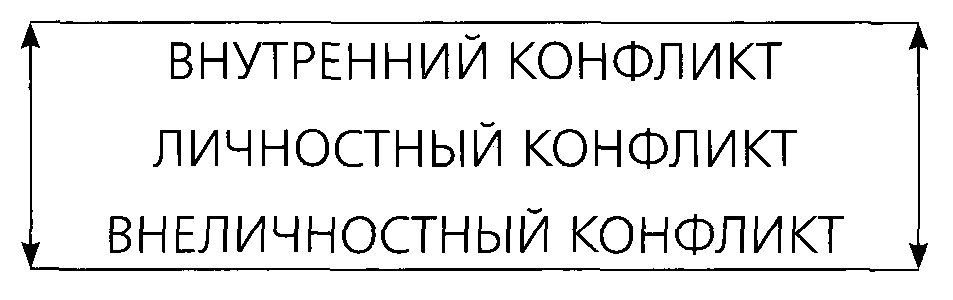 ВНУТРЕННИЙ КОНФЛИКТ
ЛИЧНОСТНЫЙ КОНФЛИКТ
ВНЕЛИЧНОСТНЫЙ КОНФЛИКТ